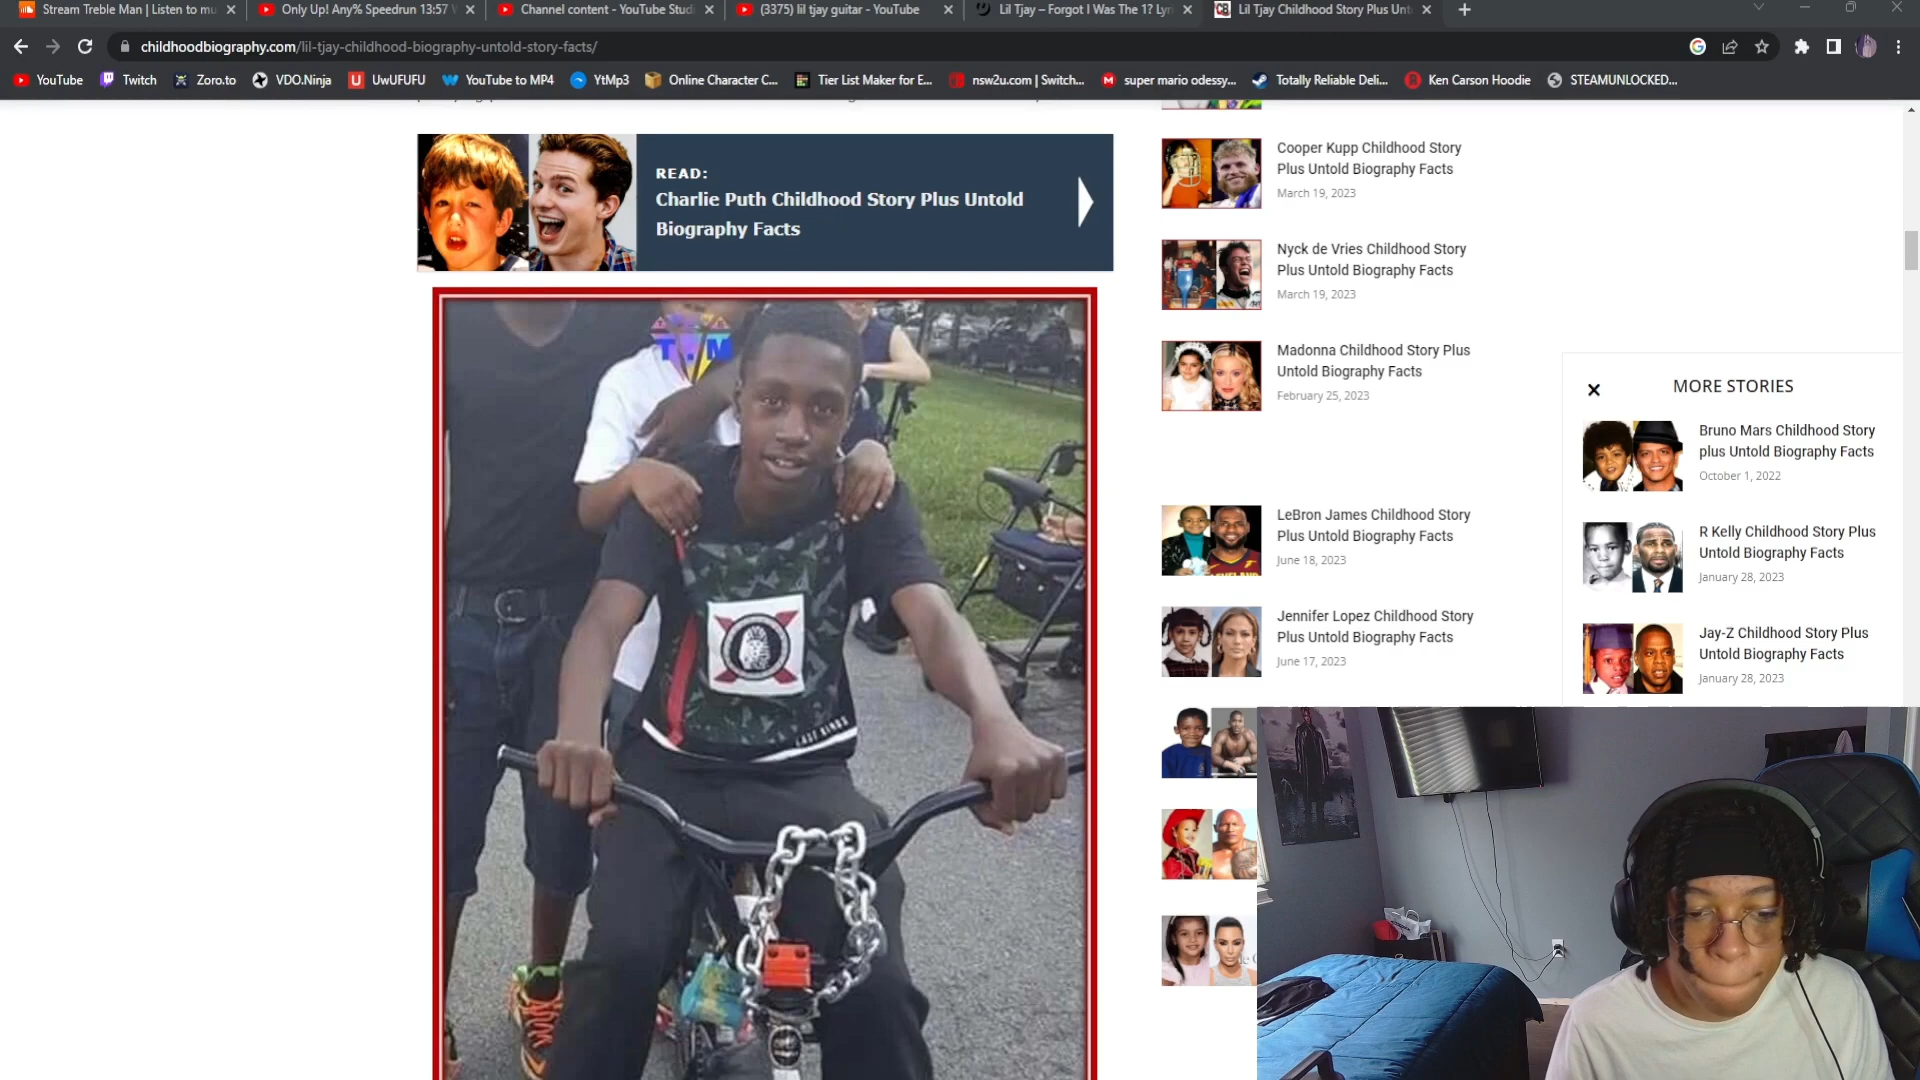 Stream Treble Man | Listen to mu
Only Up! Any% Speedrun 13:57
Channel content - YouTube Studi
(3375) lil tjay guitar - YouTube
Lil Tjay – Forgot I Was The 1? Lyri
Lil Tjay Childhood Story Plus Unt
childhoodbiography.com/lil-tjay-childhood-biography-untold-story-facts/
YouTube
Twitch
Zoro.to
VDO.Ninja
UwUFUFU
YouTube to MP4
YtMp3
Online Character C...
Tier List Maker for E...
nsw2u.com | Switch...
super mario odessy...
Totally Reliable Deli...
Ken Carson Hoodie
STEAMUNLOCKED...
READ:
Charlie Puth Childhood Story Plus Untold
Biography Facts
T.M
LAST KINGS
Cooper Kupp Childhood Story
Plus Untold Biography Facts
March 19, 2023
Nyck de Vries Childhood Story
Plus Untold Biography Facts
March 19, 2023
Madonna Childhood Story Plus
Untold Biography Facts
February 25, 2023
LeBron James Childhood Story
Plus Untold Biography Facts
June 18, 2023
Jennifer Lopez Childhood Story
Plus Untold Biography Facts
June 17, 2023
MORE STORIES
Bruno Mars Childhood Story
plus Untold Biography Facts
October 1, 2022
R Kelly Childhood Story Plus
Untold Biography Facts
January 28, 2023
Jay-Z Childhood Story Plus
Untold Biography Facts
January 28, 2023